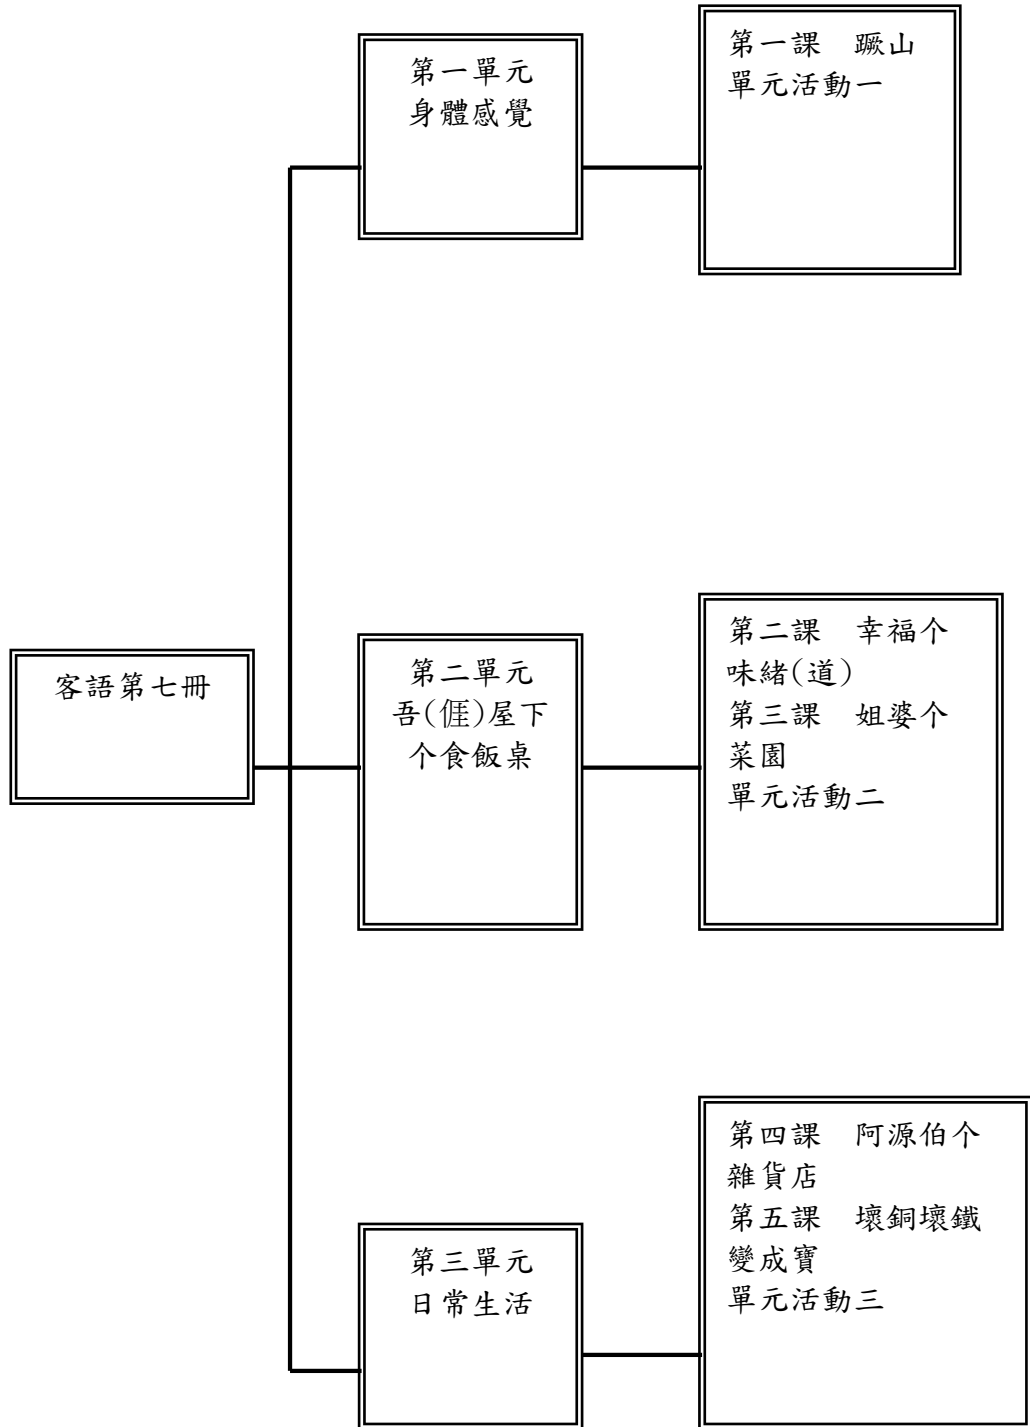 客語第七冊
第一單元
身體感覺
第一課　蹶山
單元活動一
第二單元
吾(𠊎)屋下
个食飯桌
第二課　幸福个
味緒(道)
第三課　姐婆个
菜園
單元活動二
第三單元
日常生活
第四課　阿源伯个
雜貨店
第五課　壞銅壞鐵
變成寶
單元活動三